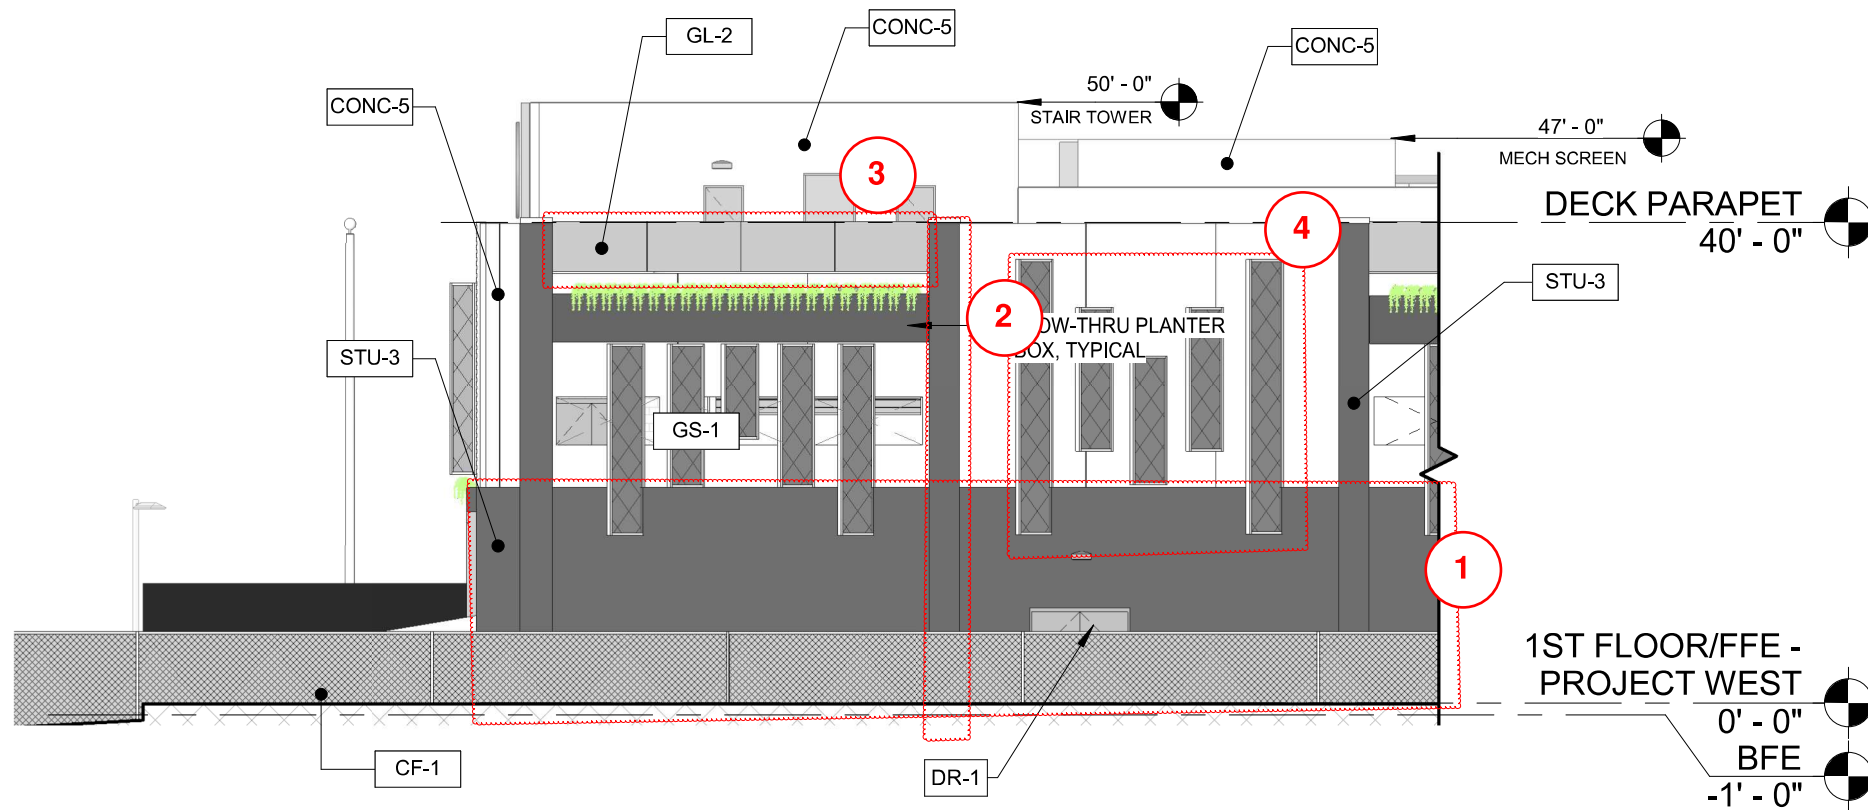 GL-2
CONC-5
CONC-5
CONC-5
50' - 0"
STAIR TOWER
47' - 0"
MECH SCREEN
3
4
DECK PARAPET
40' - 0"
STU-3
2
OW-THRU PLANTER
BOX, TYPICAL
STU-3
GS-1
1
1ST FLOOR/FFE -
PROJECT WEST
0' - 0"
BFE
-1' - 0"
CF-1
DR-1